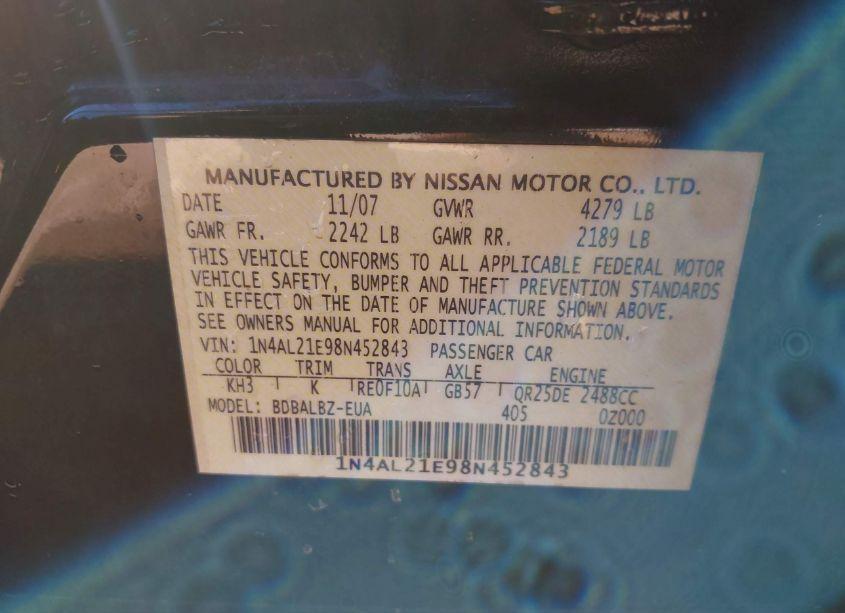 MANUFACTURED BY NISSAN MOTOR CO., LTD.
DATE 11/07 GVWR 4279 LB
GAWR FR. 2242 LB GAWR RR. 2189 LB
THIS VEHICLE CONFORMS TO ALL APPLICABLE FEDERAL MOTOR
VEHICLE SAFETY, BUMPER AND THEFT PREVENTION STANDARDS
IN EFFECT ON THE DATE OF MANUFACTURE SHOWN ABOVE.
SEE OWNERS MANUAL FOR ADDITIONAL INFORMATION.
VIN: 1N4AL21E98N452843 PASSENGER CAR
COLOR TRIM TRANS AXLE ENGINE
KH3 K RE0F10A GB57 QR25DE 2488CC
MODEL: BDBALBZ-EUA 405 0Z000
1N4AL21E98N452843